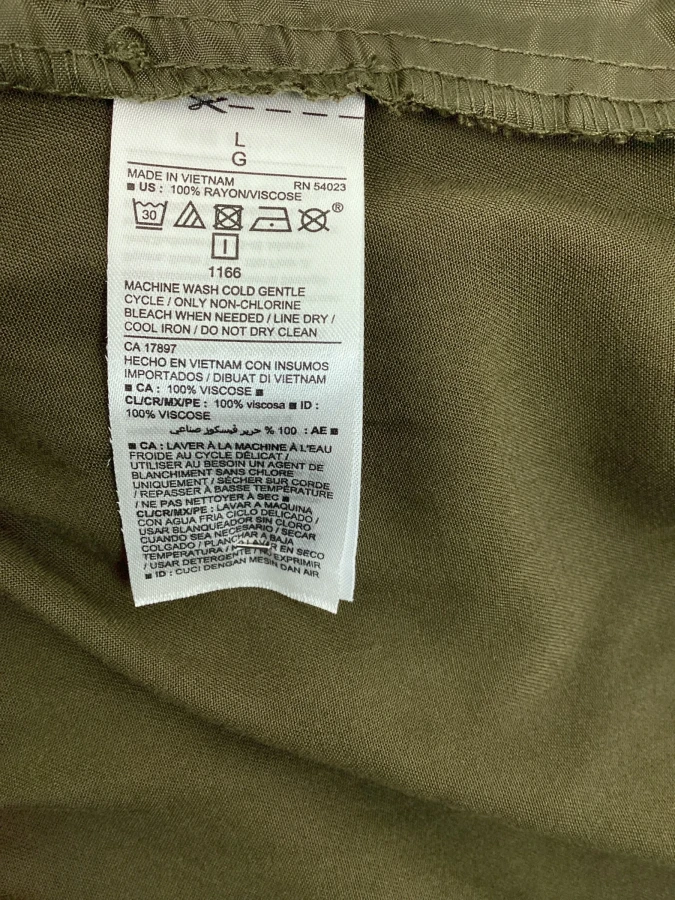 L
G
MADE IN VIETNAM RN 54023
■ US : 100% RAYON/VISCOSE
30
®
I
1166
MACHINE WASH COLD GENTLE
CYCLE / ONLY NON-CHLORINE
BLEACH WHEN NEEDED / LINE DRY /
COOL IRON / DO NOT DRY CLEAN
CA 17897
HECHO EN VIETNAM CON INSUMOS
IMPORTADOS / DIBUAT DI VIETNAM
■ CA : 100% VISCOSE ■
CL/CR/MX/PE : 100% viscosa ■ ID :
100% VISCOSE
■ AE : 100 % حرير فيسكوز صناعي
■ CA : LAVER À LA MACHINE À L'EAU
FROIDE AU CYCLE DÉLICAT /
UTILISER AU BESOIN UN AGENT DE
BLANCHIMENT SANS CHLORE
UNIQUEMENT / SÉCHER SUR CORDE
/ REPASSER À BASSE TEMPÉRATURE
/ NE PAS NETTOYER À SEC ■
CL/CR/MX/PE : LAVAR A MAQUINA
CON AGUA FRIA CICLO DELICADO /
USAR BLANQUEADOR SIN CLORO
CUANDO SEA NECESARIO / SECAR
COLGADO / PLANCHAR A BAJA
TEMPERATURA / LAVAR EN SECO
/ USAR DETERGENTE / EXPRIMIR
■ ID : CUCI DENGAN MESIN DAN AIR